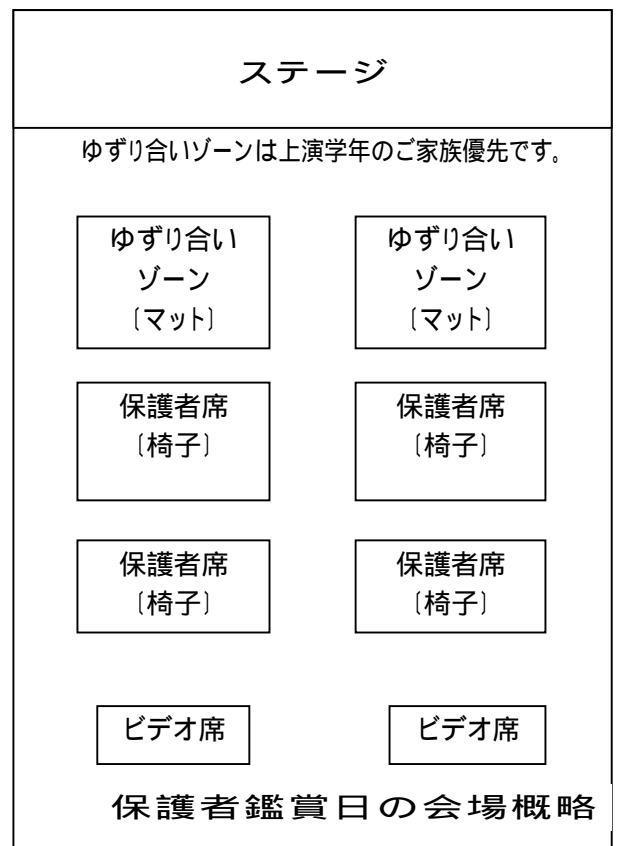 ステージ
ゆずり合いゾーンは上演学年のご家族優先です。
ゆずり合い
ゾーン
〔マット〕
ゆずり合い
ゾーン
〔マット〕
保護者席
〔椅子〕
保護者席
〔椅子〕
保護者席
〔椅子〕
保護者席
〔椅子〕
ビデオ席
ビデオ席
保護者鑑賞日の会場概略